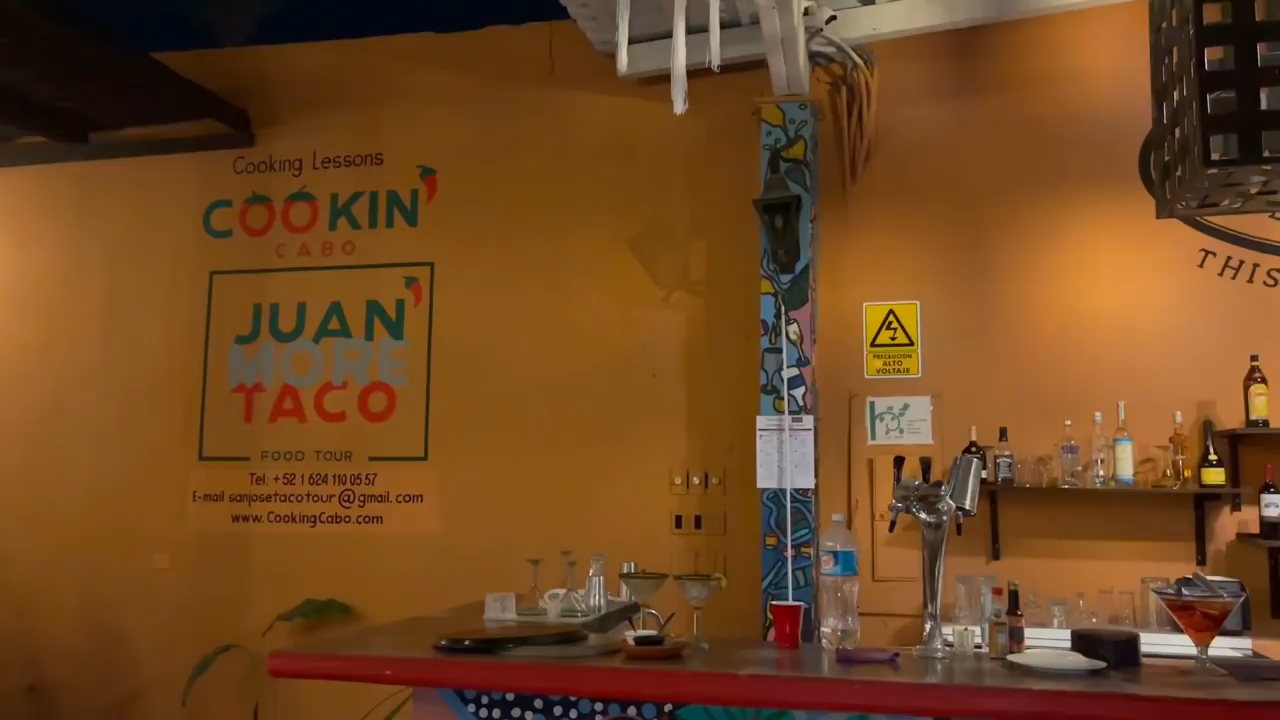 Cooking Lessons
COOKIN'
CABO
JUAN'
MORE
TACO
FOOD TOUR
Tel: +52 1 624 110 05 57
E-mail sanjosetacotour@gmail.com
www.CookingCabo.com
PRECAUCIÓN
ALTO
VOLTAJE
THIS